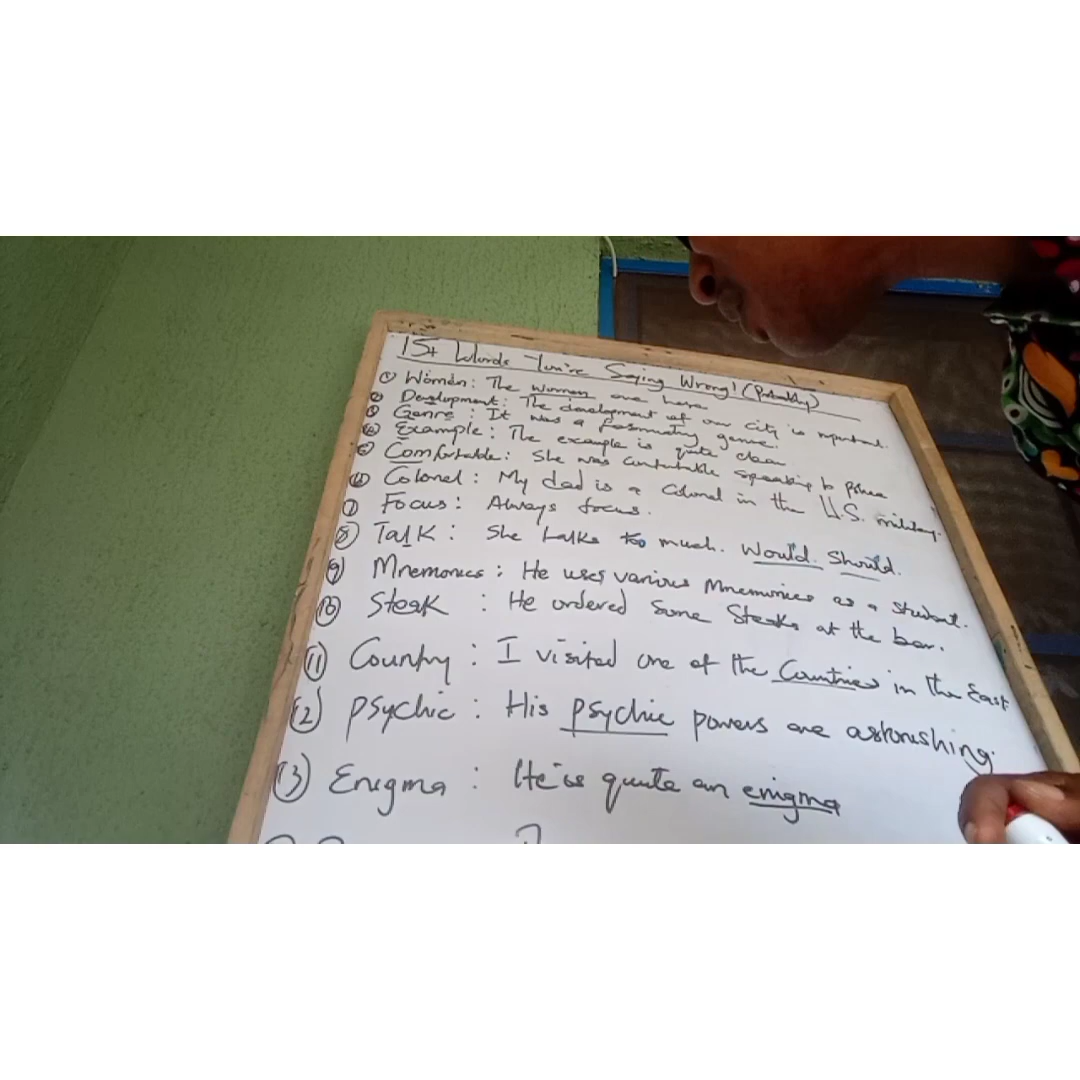 15+ Words You're Saying Wrong! (Probably)
① Women: The women are here
② Development: The development of our city is important.
③ Genre: It was a genre.
④ Example: The example is quite clear
⑤ Comfortable: She was comfortable speaking to
⑥ Colonel: My dad is a colonel in the U.S. military.
⑦ Focus: Always focus.
⑧ Talk: She talks too much. Would. Should.
⑨ Mnemonics: He uses various Mnemonics as a student.
⑩ Steak: He ordered some steaks at the bar.
⑪ Country: I visited one of the Countries in the East
⑫ Psychic: His psychic powers are astonishing.
⑬ Enigma: He is quite an enigma